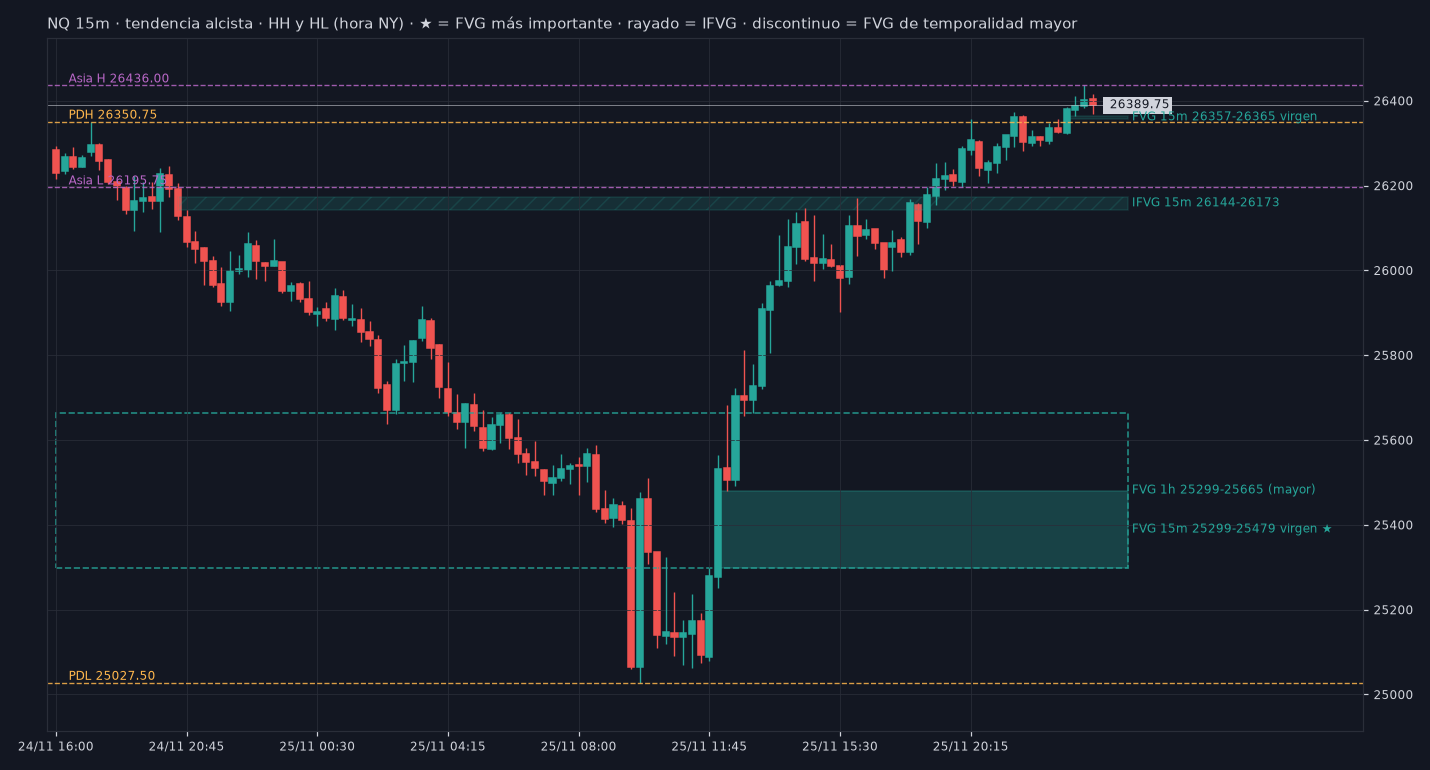 NQ 15m · tendencia alcista · HH y HL (hora NY) · ★ = FVG más importante · rayado = IFVG · discontinuo = FVG de temporalidad mayor
Asia H 26436.00
26400
26389.75
PDH 26350.75
FVG 15m 26357-26365 virgen
Asia L 26195.75
26200
IFVG 15m 26144-26173
26000
25800
25600
FVG 1h 25299-25665 (mayor)
25400
FVG 15m 25299-25479 virgen ★
25200
PDL 25027.50
25000
24/11 16:00 24/11 20:45 25/11 00:30 25/11 04:15 25/11 08:00 25/11 11:45 25/11 15:30 25/11 20:15